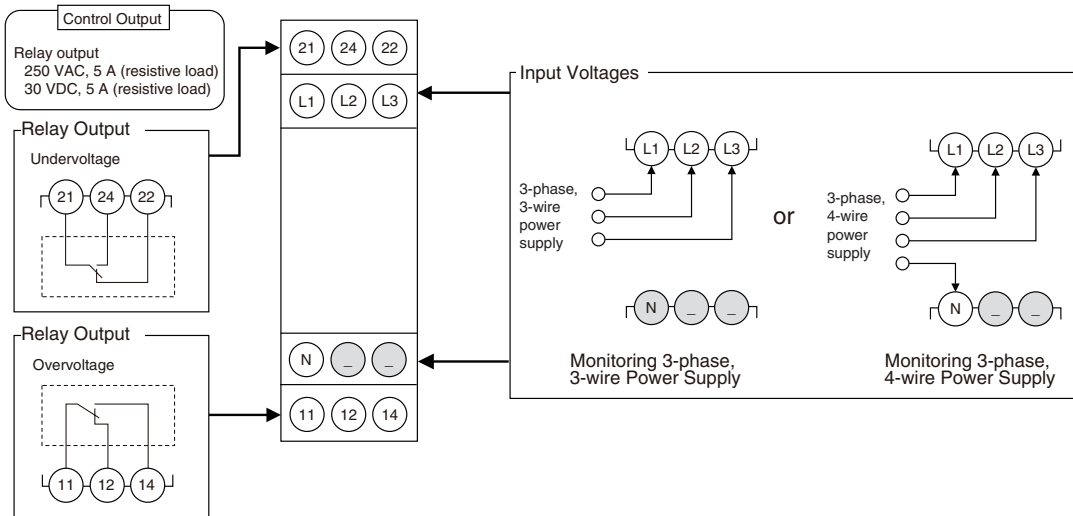 Control Output
Relay output
250 VAC, 5 A (resistive load)
30 VDC, 5 A (resistive load)
Relay Output
Undervoltage
21 24 22
Relay Output
Overvoltage
11 12 14
21 24 22
L1 L2 L3
N _ _
11 12 14
Input Voltages
L1 L2 L3
3-phase,
3-wire
power
supply
N _ _
Monitoring 3-phase,
3-wire Power Supply
or
L1 L2 L3
3-phase,
4-wire
power
supply
N _ _
Monitoring 3-phase,
4-wire Power Supply